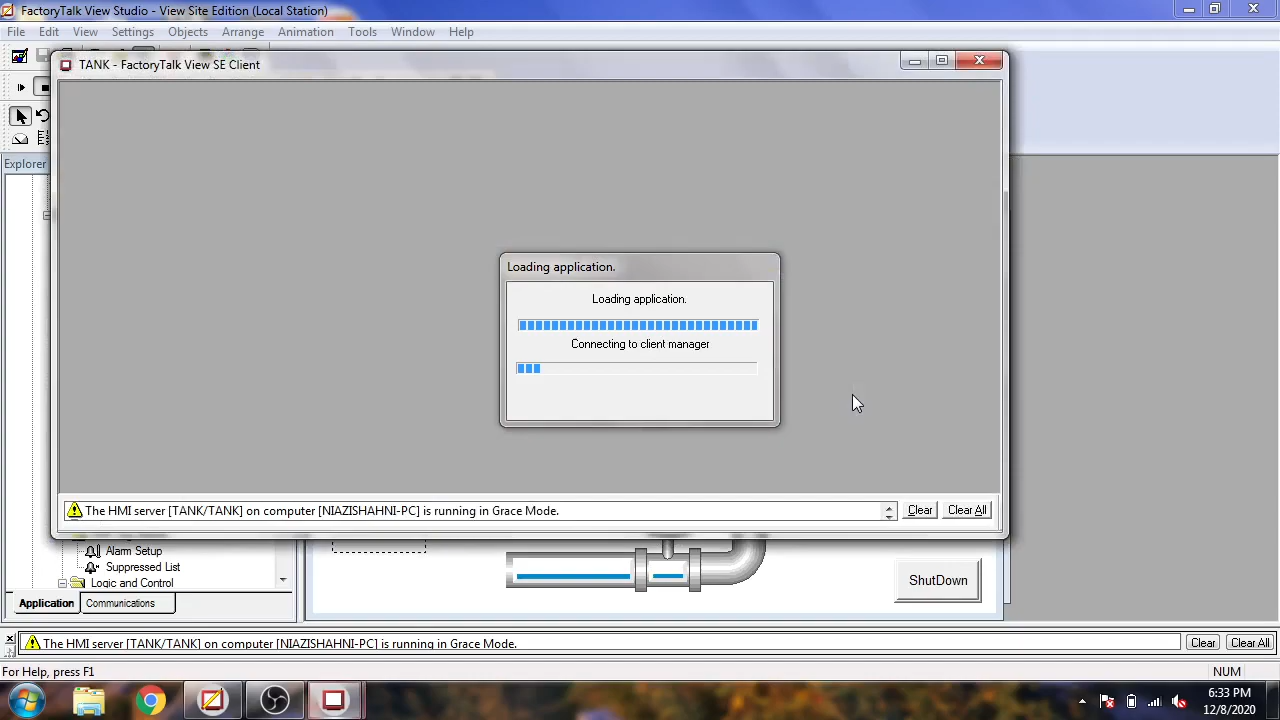 FactoryTalk View Studio - View Site Edition (Local Station)
File Edit View Settings Objects Arrange Animation Tools Window Help
TANK - FactoryTalk View SE Client
Explorer
Loading application.
Loading application.
Connecting to client manager
The HMI server [TANK/TANK] on computer [NIAZISHAHNI-PC] is running in Grace Mode.
Clear
Clear All
Alarm Setup
Suppressed List
Logic and Control
ShutDown
Application
Communications
The HMI server [TANK/TANK] on computer [NIAZISHAHNI-PC] is running in Grace Mode.
Clear
Clear All
For Help, press F1
NUM
6:33 PM
12/8/2020